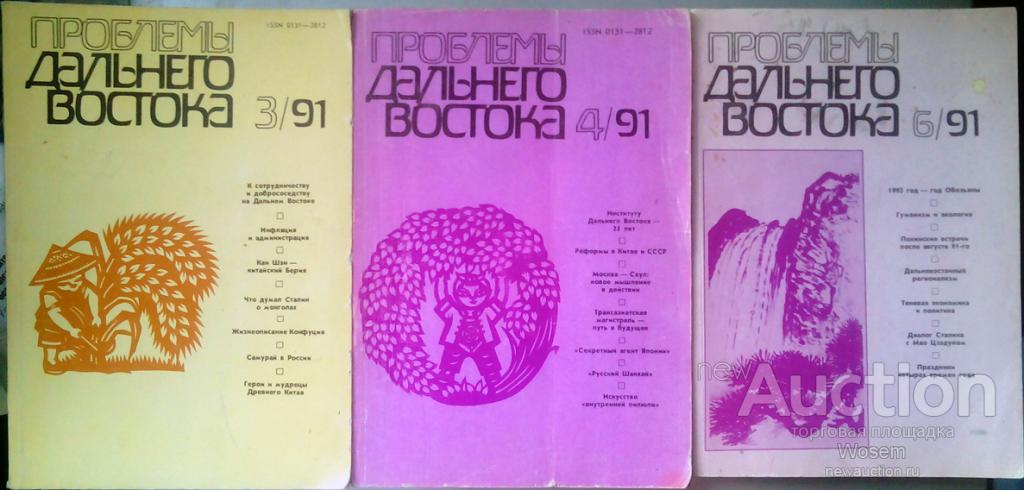 ISSN 0131—2812
ПРОБЛЕМЫ
ДАЛЬНЕГО
ВОСТОКА 3/91
К сотрудничеству
и добрососедству
на Дальнем Востоке
Инфляция
и администрация
Кан Шэн —
китайский Берия
Что думал Сталин
о монголах
Жизнеописание Конфуция
Самурай в России
Герои и мудрецы
Древнего Китая
ISSN 0131—2812
ПРОБЛЕМЫ
ДАЛЬНЕГО
ВОСТОКА 4/91
Институту
Дальнего Востока —
25 лет
Реформы в Китае и СССР
Москва — Сеул:
новое мышление
в действии
Трансазиатская
магистраль —
путь в будущее
«Секретный агент Японии»
«Русский Шанхай»
Искусство
«внутренней пилюли»
ПРОБЛЕМЫ
ДАЛЬНЕГО
ВОСТОКА 6/91
1992 год — год Обезьяны
Гуманизм и экология
Пекинские встречи
после августа 91-го
Дальневосточный
регионализм
Теневая экономика
и политика
Диалог Сталина
с Мао Цзэдуном
Праздники
четырех времен года
newAuction
торговая площадка
Wosem
newauction.ru